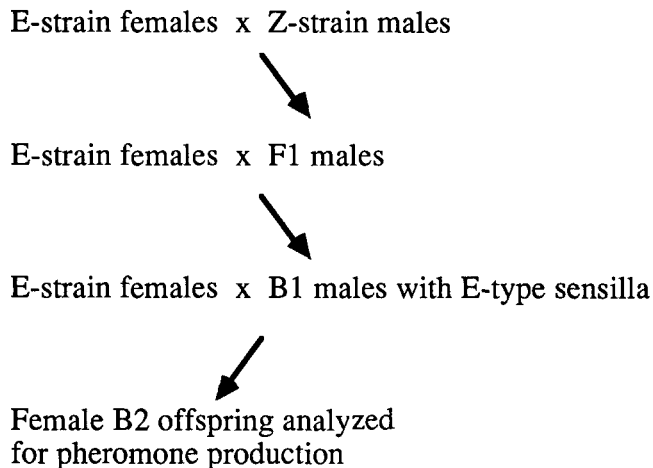 E-strain females x Z-strain males
E-strain females x F1 males
E-strain females x B1 males with E-type sensilla
Female B2 offspring analyzed
for pheromone production